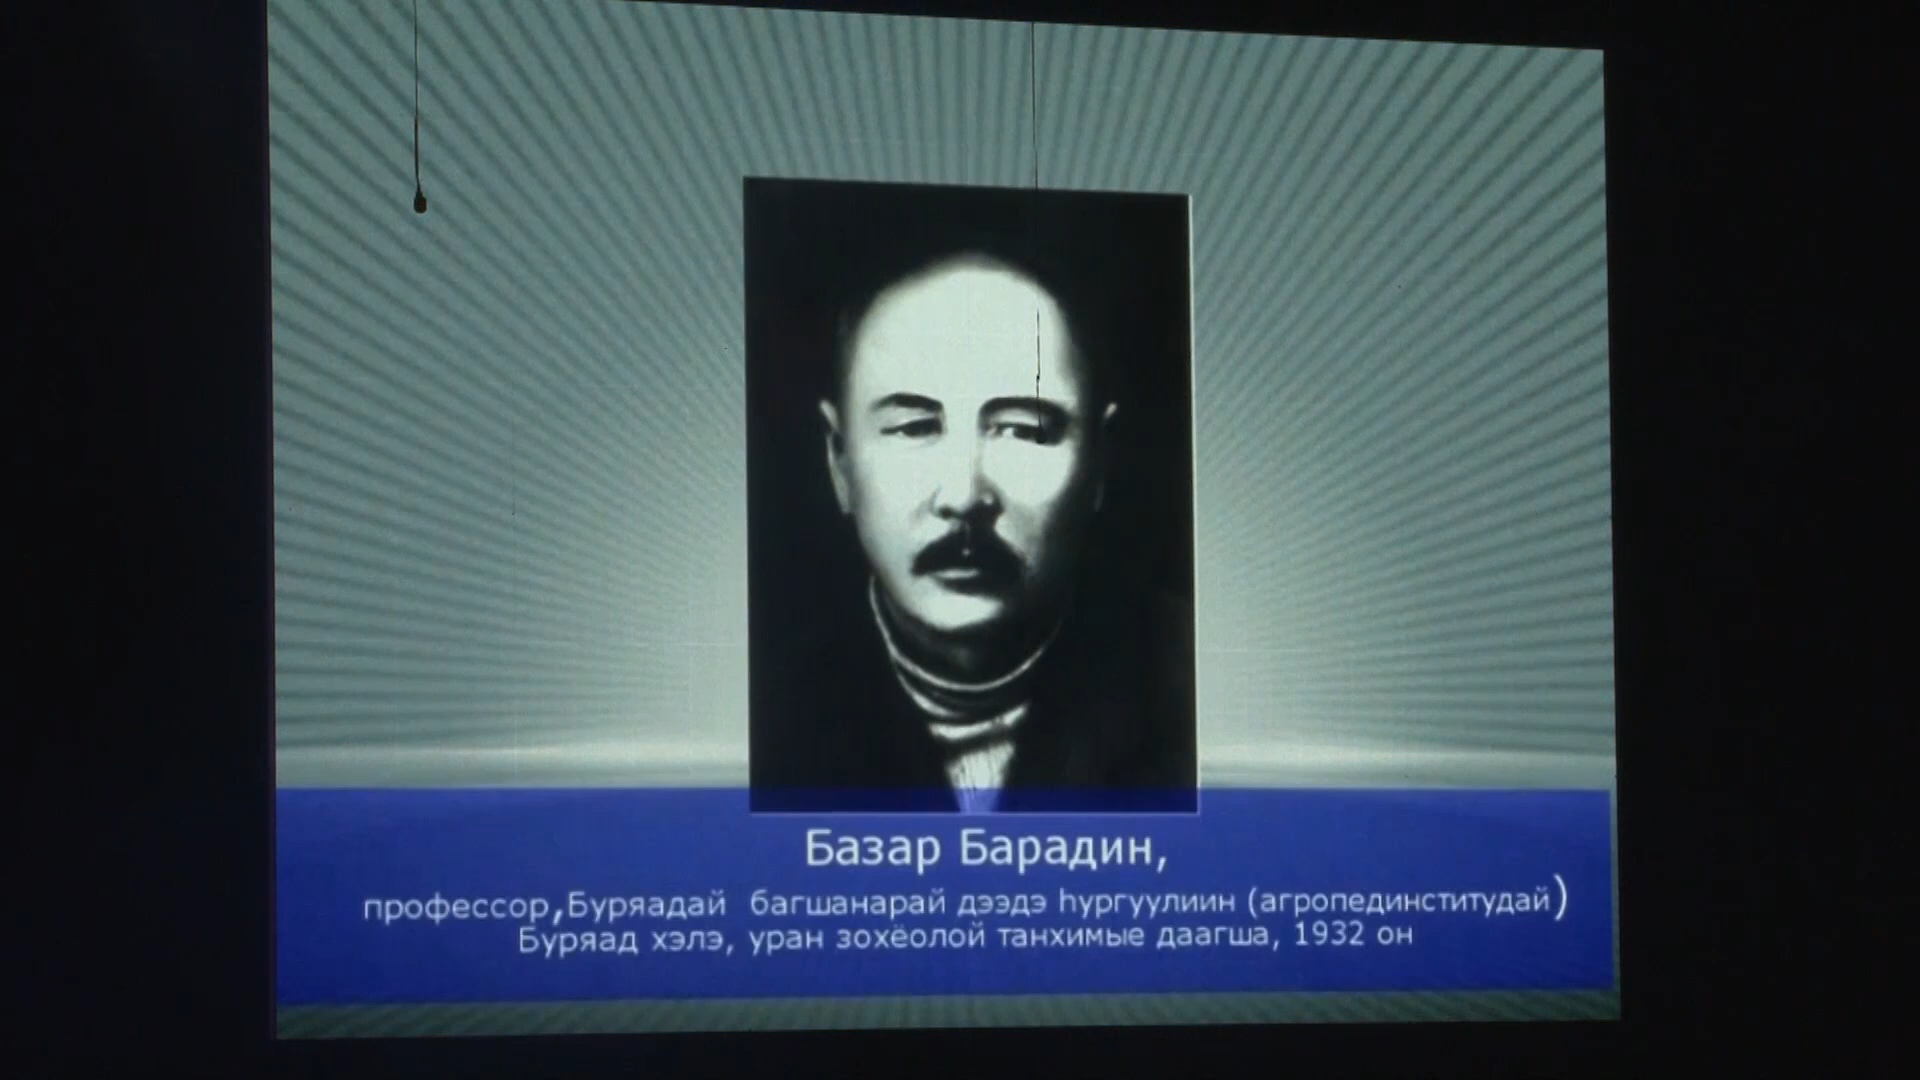 Базар Барадин,
профессор,Буряадай багшанарай дээдэ һургуулиин (агропединститудай)
Буряад хэлэ, уран зохёолой танхимые даагша, 1932 он